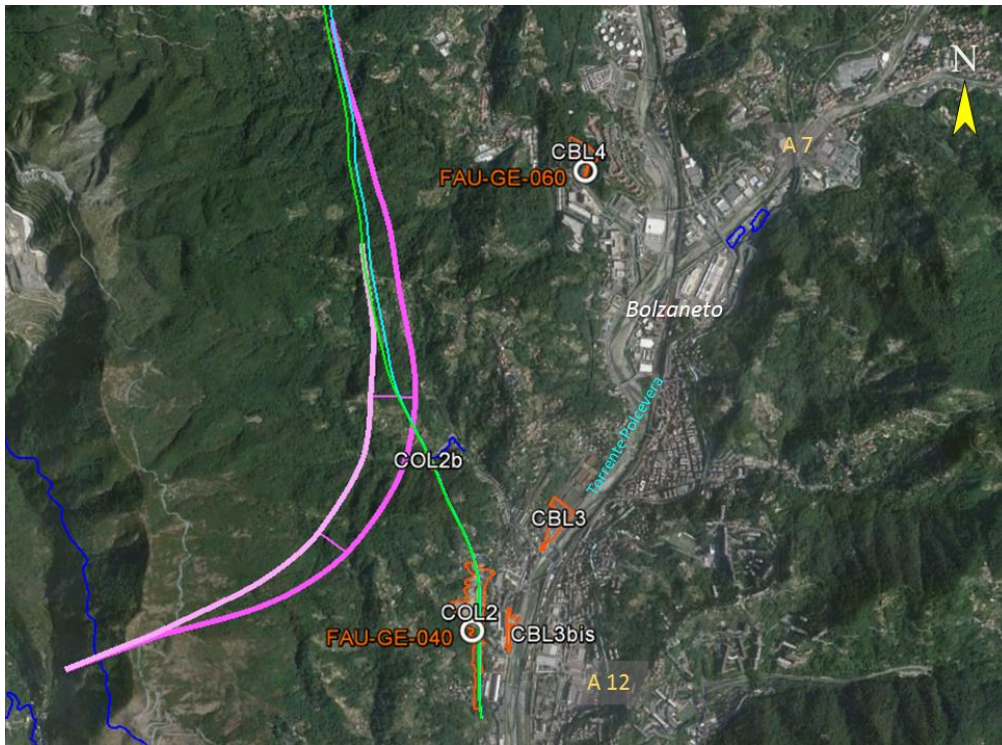 N
A 7
CBL4
FAU-GE-060
Bolzaneto
Torrente Polcevera
COL2b
CBL3
COL2
FAU-GE-040
CBL3bis
A 12